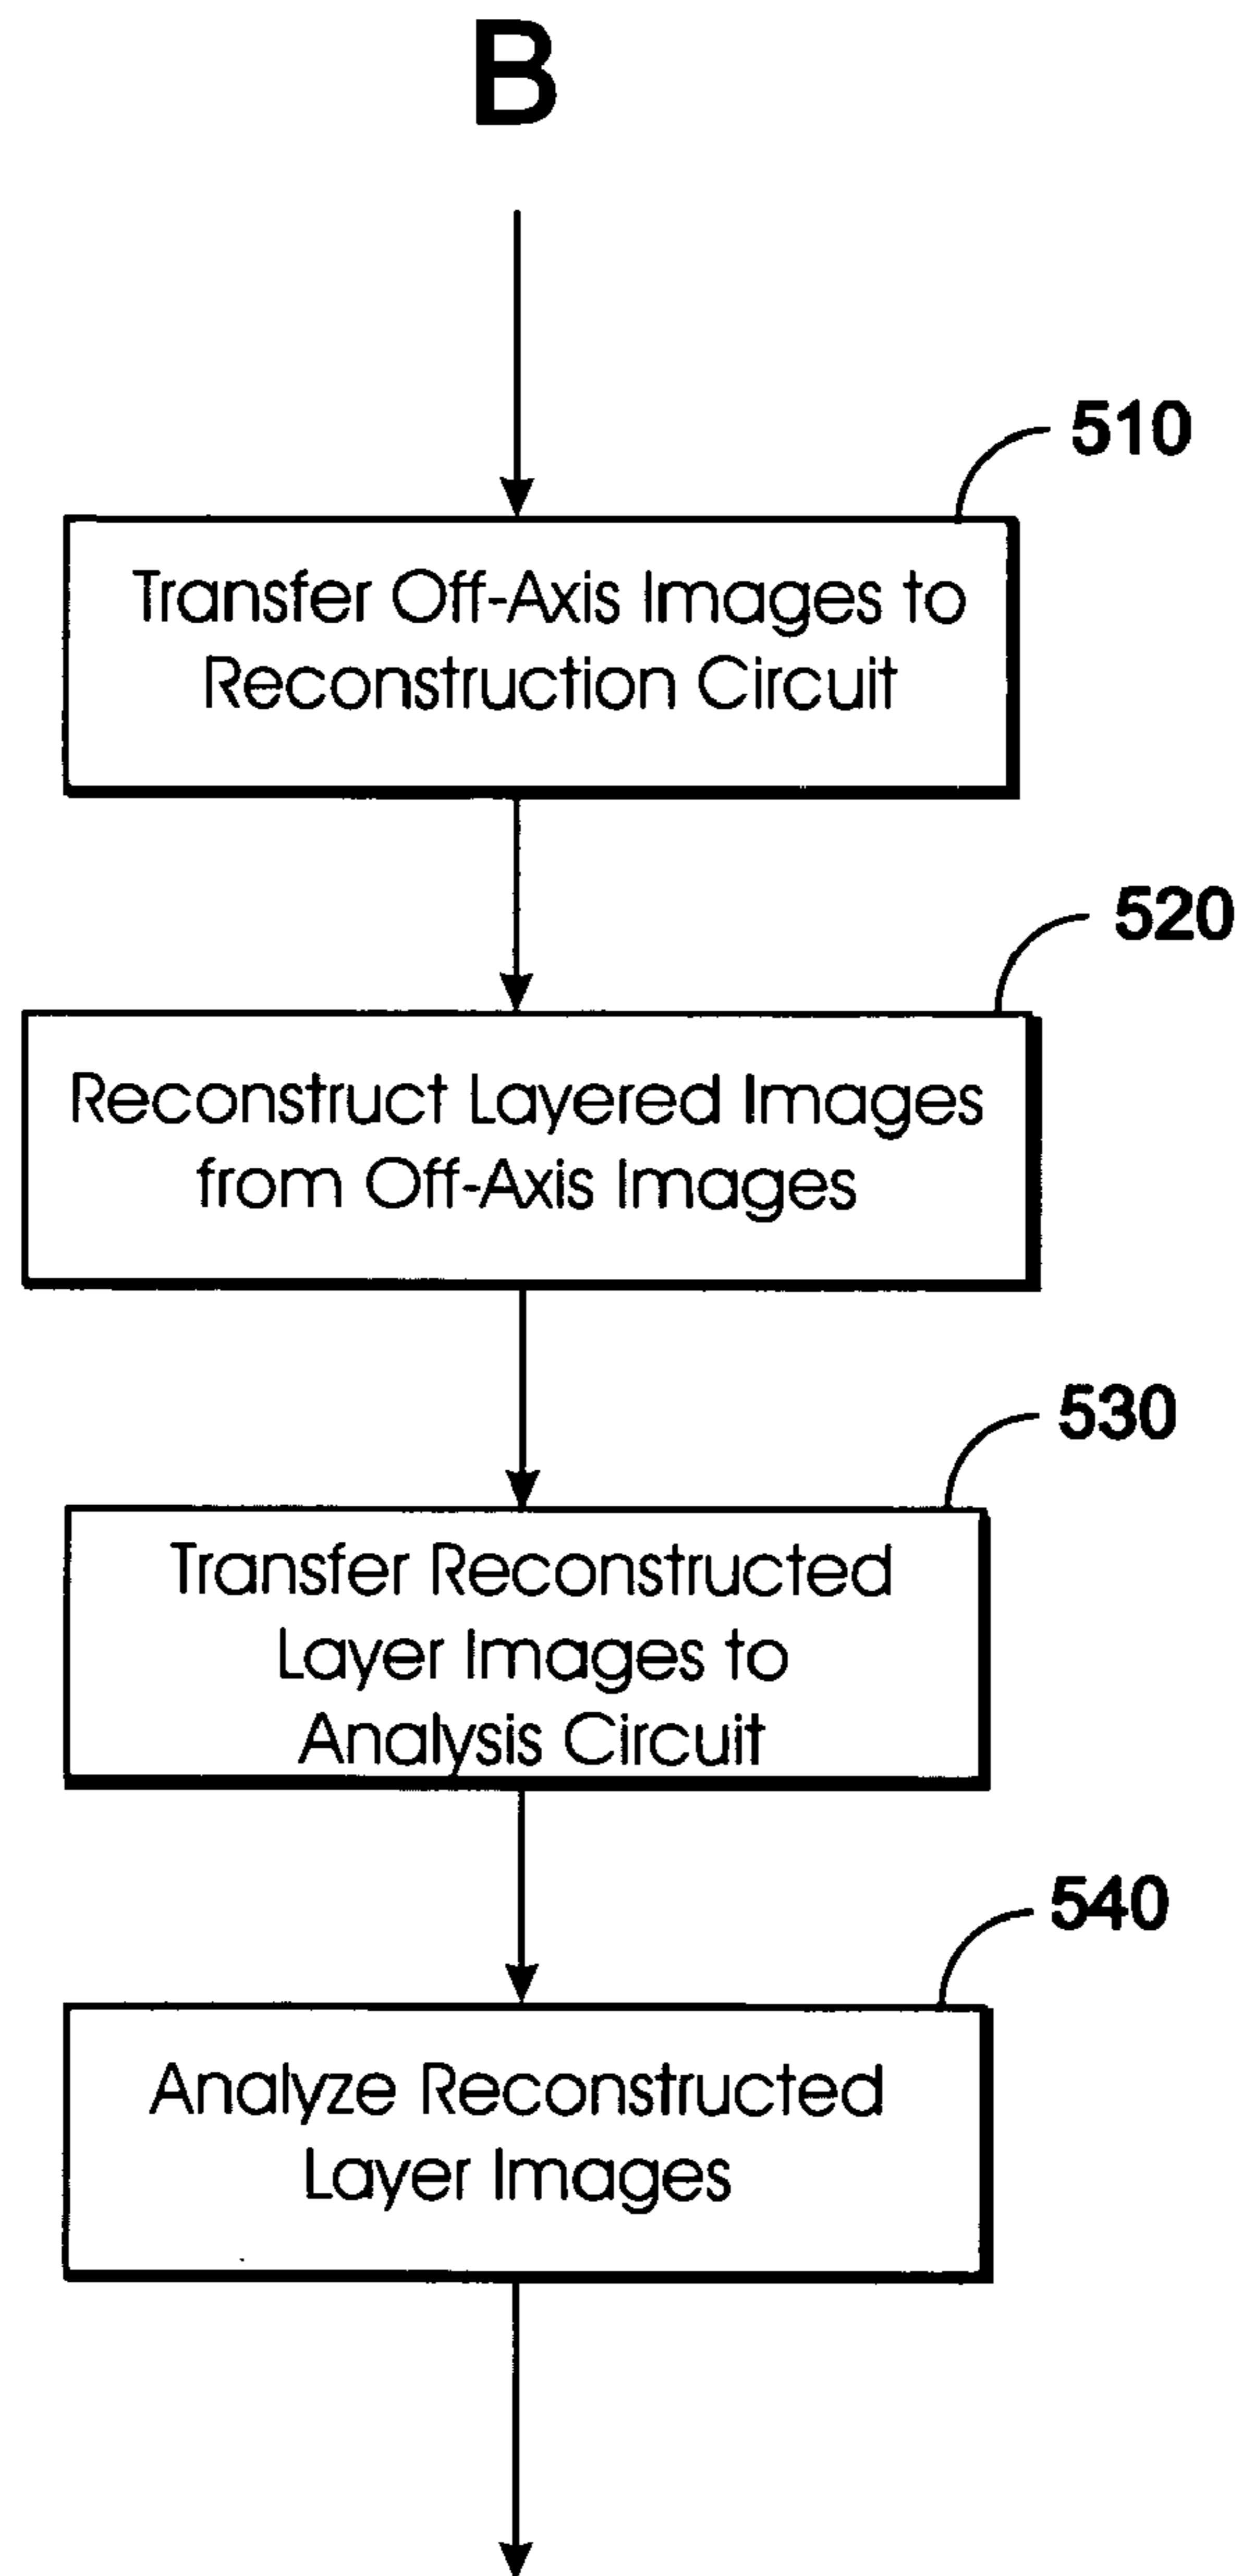 B
510
Transfer Off-Axis Images to
Reconstruction Circuit
520
Reconstruct Layered Images
from Off-Axis Images
530
Transfer Reconstructed
Layer Images to
Analysis Circuit
540
Analyze Reconstructed
Layer Images